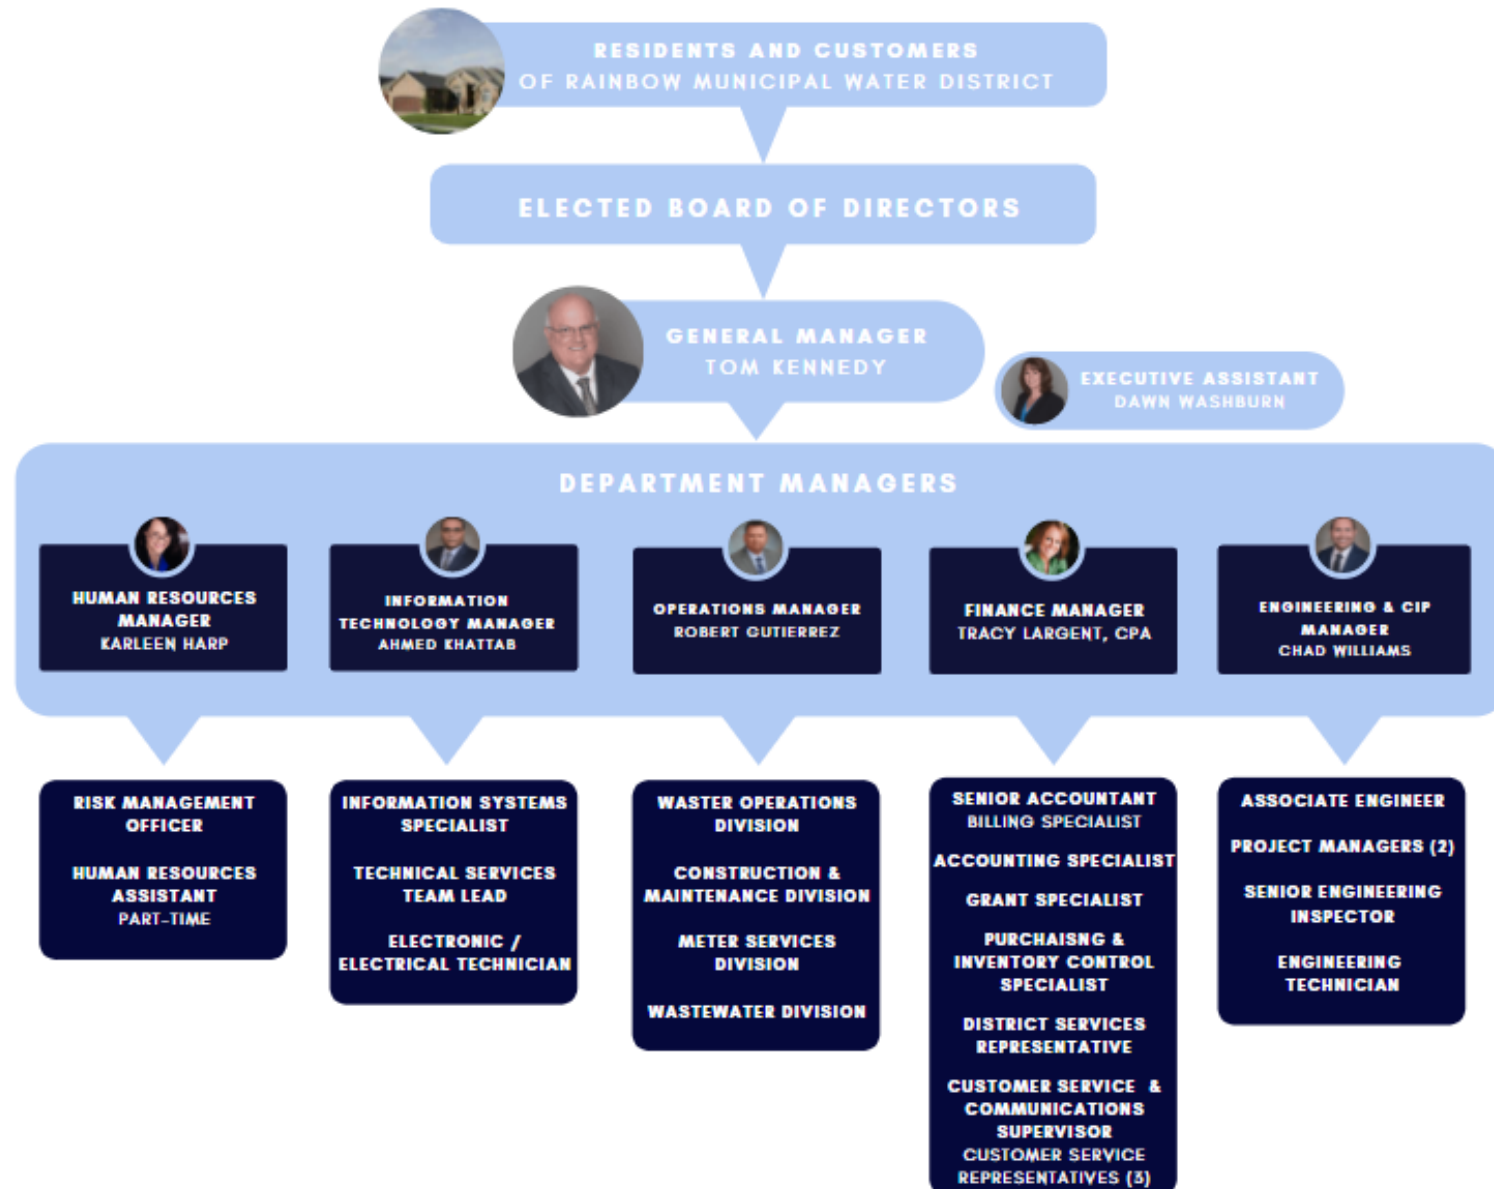 RESIDENTS AND CUSTOMERS
OF RAINBOW MUNICIPAL WATER DISTRICT
ELECTED BOARD OF DIRECTORS
GENERAL MANAGER
TOM KENNEDY
EXECUTIVE ASSISTANT
DAWN WASHBURN
DEPARTMENT MANAGERS
HUMAN RESOURCES
MANAGER
KARLEEN HARP
INFORMATION
TECHNOLOGY MANAGER
AHMED KHATTAB
OPERATIONS MANAGER
ROBERT GUTIERREZ
FINANCE MANAGER
TRACY LARGENT, CPA
ENGINEERING & CIP
MANAGER
CHAD WILLIAMS
RISK MANAGEMENT
OFFICER
HUMAN RESOURCES
ASSISTANT
PART-TIME
INFORMATION SYSTEMS
SPECIALIST
TECHNICAL SERVICES
TEAM LEAD
ELECTRONIC /
ELECTRICAL TECHNICIAN
WASTER OPERATIONS
DIVISION
CONSTRUCTION &
MAINTENANCE DIVISION
METER SERVICES
DIVISION
WASTEWATER DIVISION
SENIOR ACCOUNTANT
BILLING SPECIALIST
ACCOUNTING SPECIALIST
GRANT SPECIALIST
PURCHAISNG &
INVENTORY CONTROL
SPECIALIST
DISTRICT SERVICES
REPRESENTATIVE
CUSTOMER SERVICE &
COMMUNICATIONS
SUPERVISOR
CUSTOMER SERVICE
REPRESENTATIVES (3)
ASSOCIATE ENGINEER
PROJECT MANAGERS (2)
SENIOR ENGINEERING
INSPECTOR
ENGINEERING
TECHNICIAN